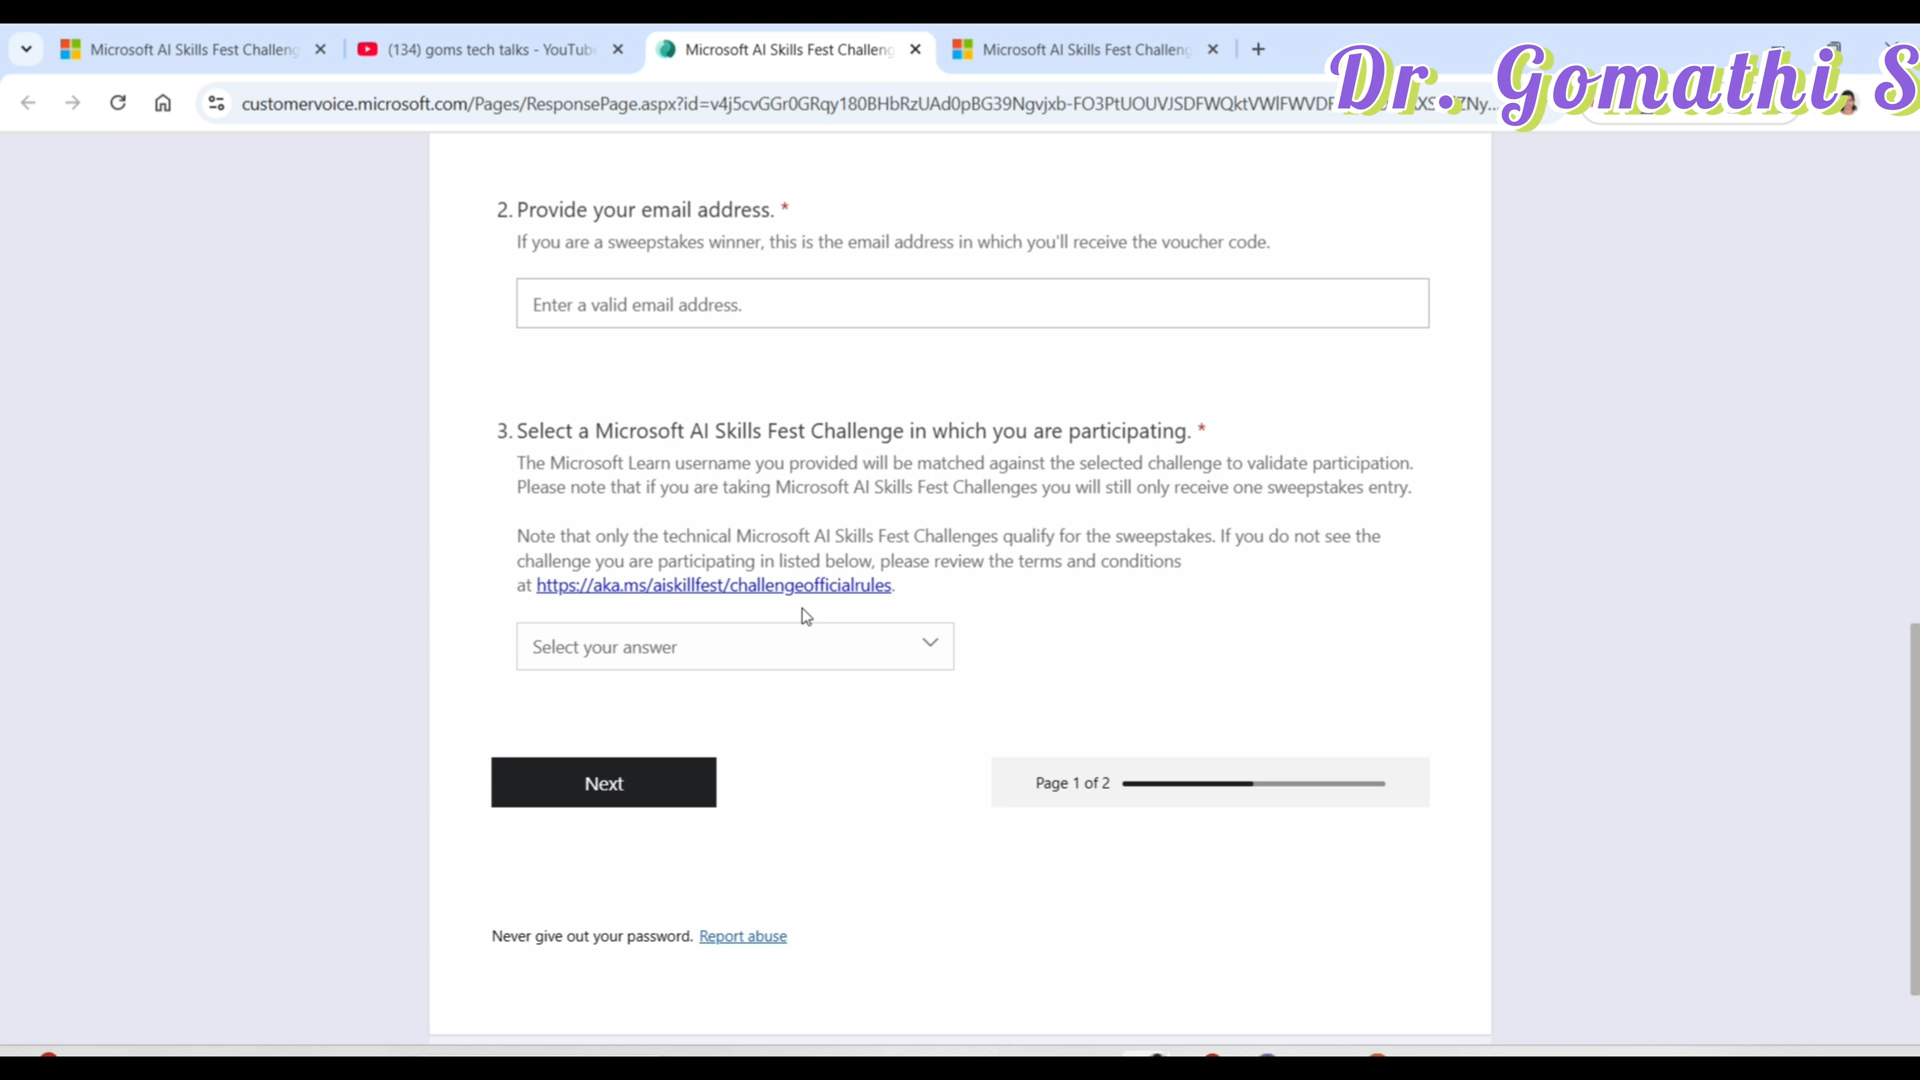 Microsoft AI Skills Fest Challeng
(134) goms tech talks - YouTub
Microsoft AI Skills Fest Challeng
Microsoft AI Skills Fest Challeng
Dr. Gomathi S
customervoice.microsoft.com/Pages/ResponsePage.aspx?id=v4j5cvGGr0GRqy180BHbRzUAd0pBG39Ngvjxb-FO3PtUOUVJSDFWQktVWlFWVDF
2. Provide your email address. *
If you are a sweepstakes winner, this is the email address in which you'll receive the voucher code.
Enter a valid email address.
3. Select a Microsoft AI Skills Fest Challenge in which you are participating. *
The Microsoft Learn username you provided will be matched against the selected challenge to validate participation.
Please note that if you are taking Microsoft AI Skills Fest Challenges you will still only receive one sweepstakes entry.
Note that only the technical Microsoft AI Skills Fest Challenges qualify for the sweepstakes. If you do not see the
challenge you are participating in listed below, please review the terms and conditions
at https://aka.ms/aiskillfest/challengeofficialrules.
Select your answer
Next
Page 1 of 2
Never give out your password. Report abuse